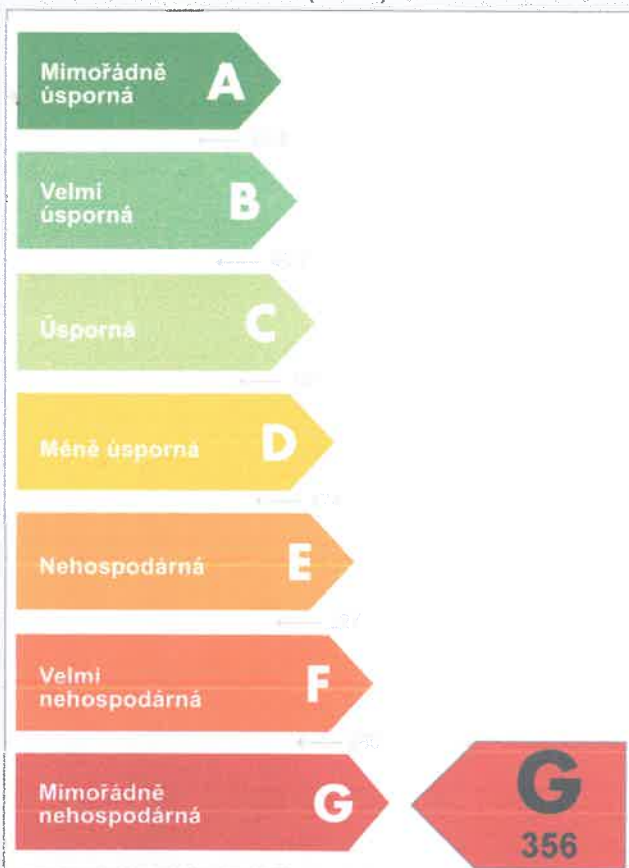 Mimořádně
úsporná
A
Velmi
úsporná
B
Úsporná
C
Méně úsporná
D
Nehospodárná
E
Velmi
nehospodárná
F
Mimořádně
nehospodárná
G
G
356